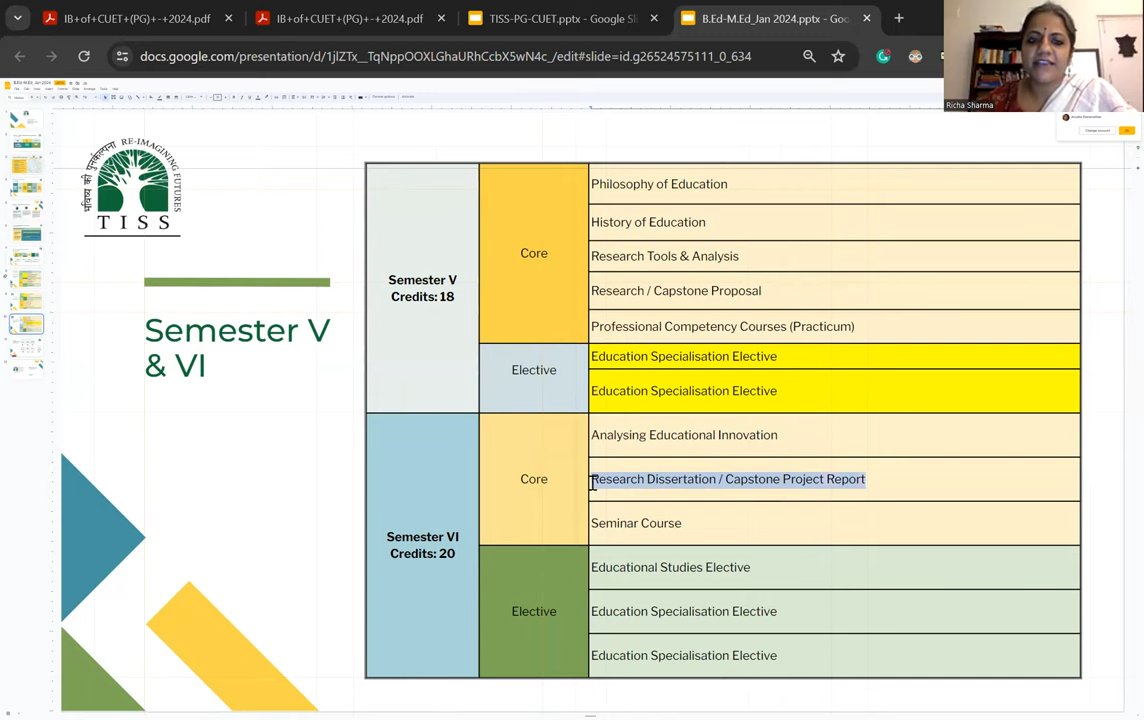 IB+of+CUET+(PG)+-+2024.pdf
IB+of+CUET+(PG)+-+2024.pdf
TISS-PG-CUET.pptx - Google Sli
B.Ed-M.Ed_Jan 2024.pptx - Goo
docs.google.com/presentation/d/1jlZTx_TqNppOOXLGhaURhCcbX5wN4c_/edit#slide=id.g26524575111_0_634
Richa Sharma
RE-IMAGINING FUTURES
भविष्य की पुनर्कल्पना
TISS
Semester V
& VI
Semester V
Credits: 18
Core
Philosophy of Education
History of Education
Research Tools & Analysis
Research / Capstone Proposal
Professional Competency Courses (Practicum)
Elective
Education Specialisation Elective
Education Specialisation Elective
Semester VI
Credits: 20
Core
Analysing Educational Innovation
Research Dissertation / Capstone Project Report
Seminar Course
Elective
Educational Studies Elective
Education Specialisation Elective
Education Specialisation Elective